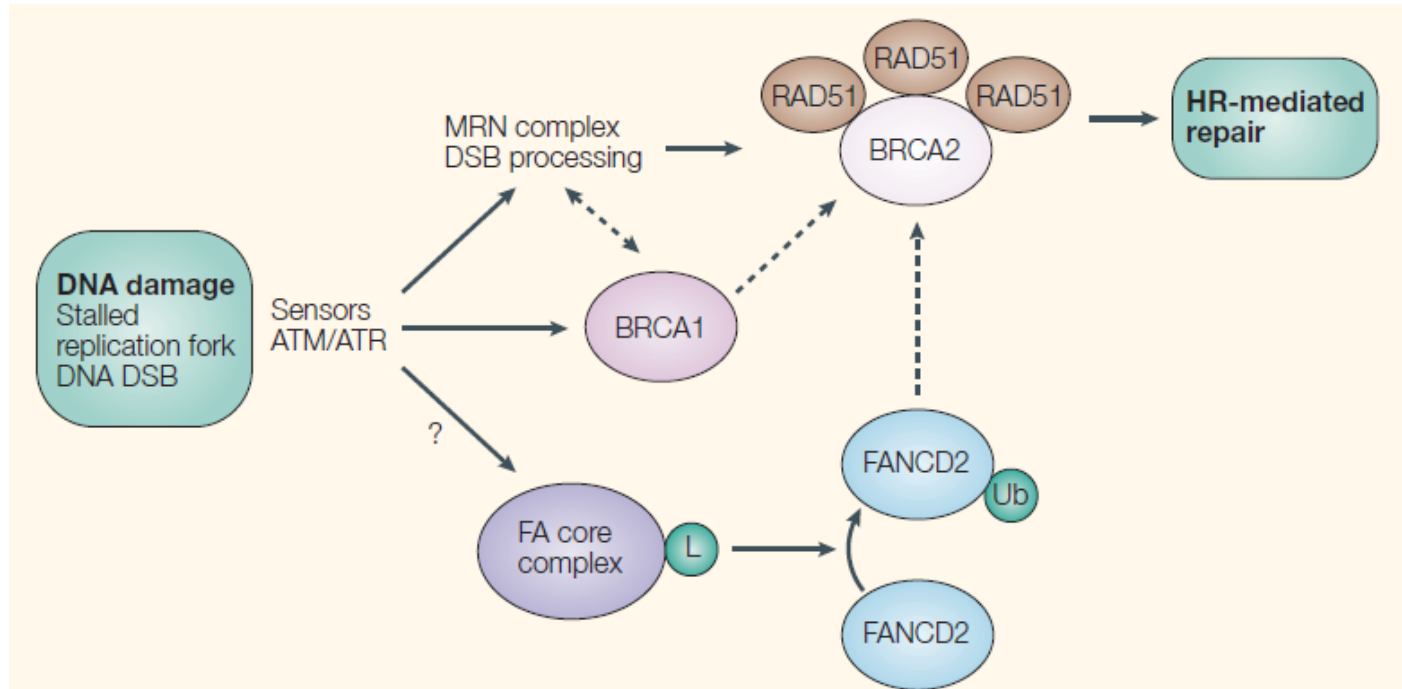 RAD51
RAD51
RAD51
BRCA2
HR-mediated
repair
MRN complex
DSB processing
DNA damage
Stalled
replication fork
DNA DSB
Sensors
ATM/ATR
BRCA1
?
FANCD2
Ub
FA core
complex
L
FANCD2